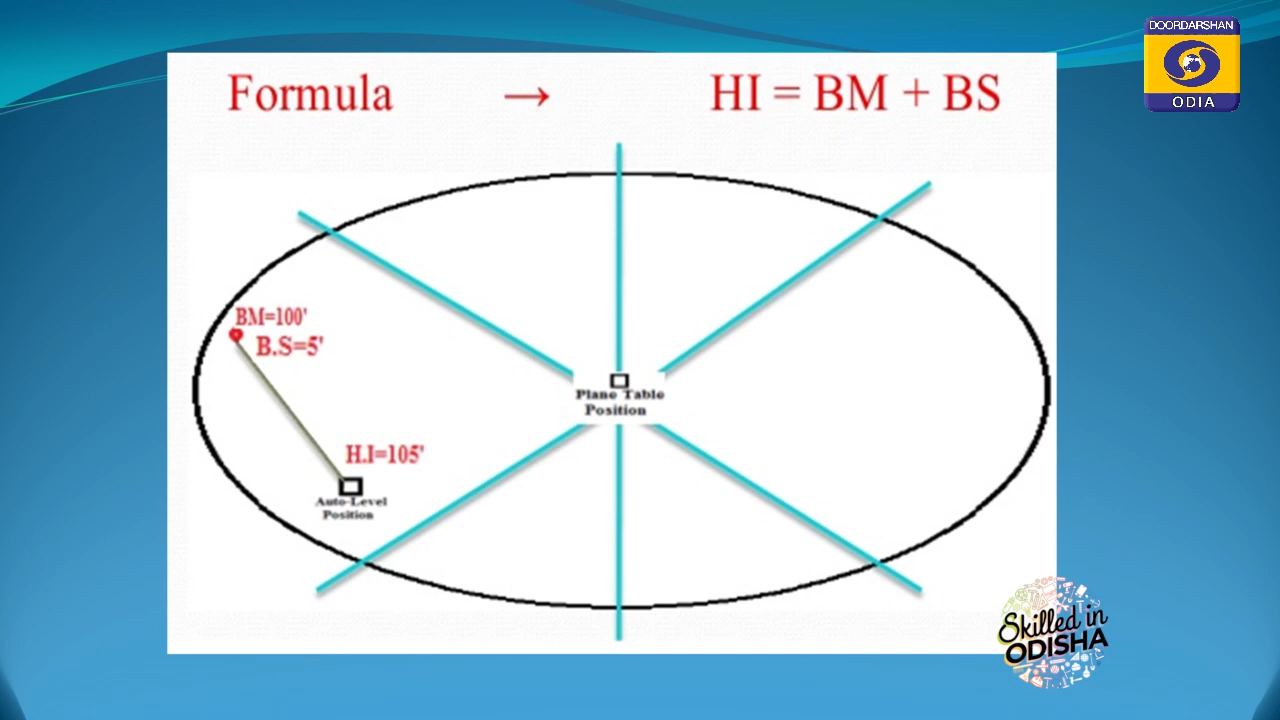 DOORDARSHAN
ODIA
Formula → HI = BM + BS
BM=100'
B.S=5'
Plane Table
Position
H.I=105'
Auto-Level
Position
Skilled in
ODISHA